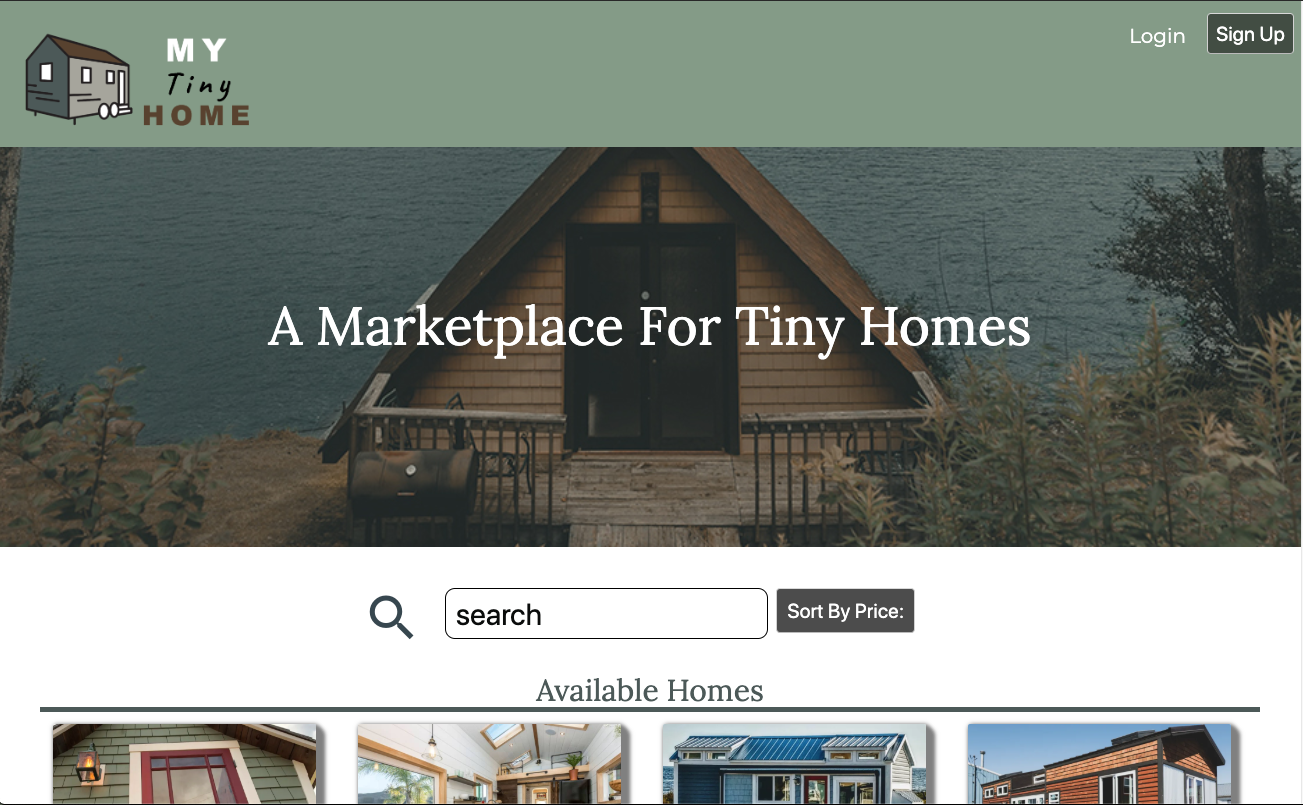 MY
Tiny
HOME
Login
Sign Up
A Marketplace For Tiny Homes
search
Sort By Price:
Available Homes